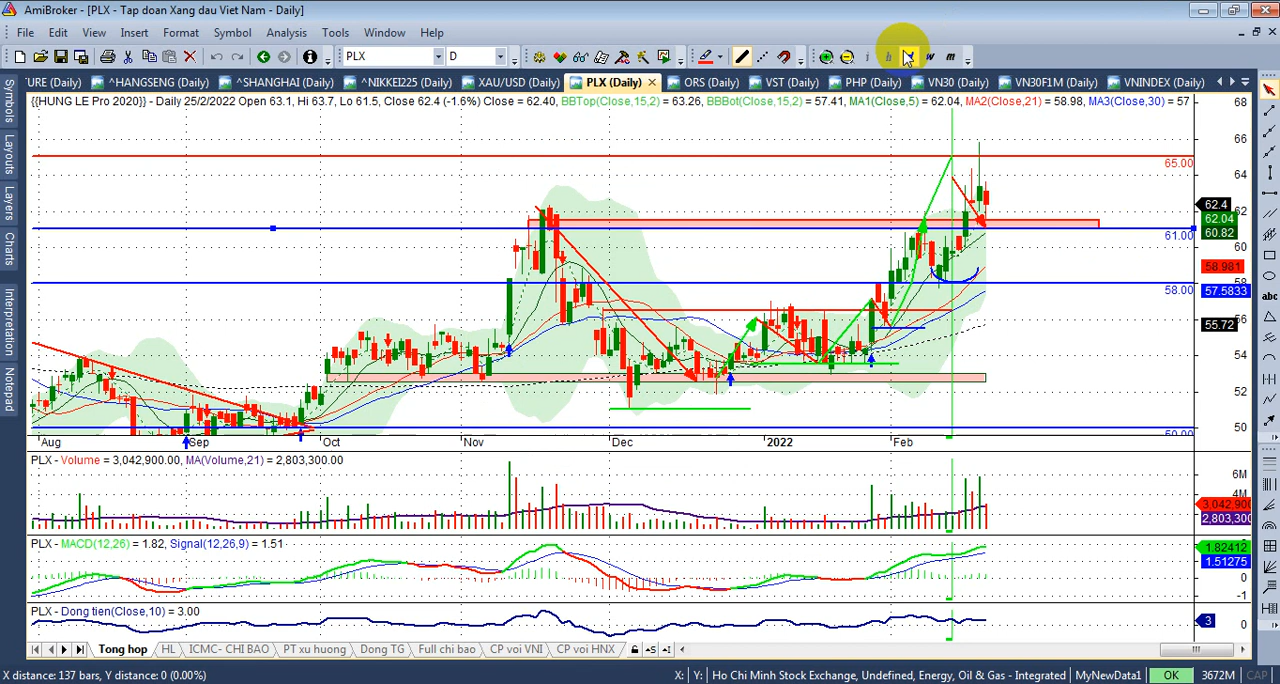 AmiBroker - [PLX - Tap doan Xang dau Viet Nam - Daily]
File Edit View Insert Format Symbol Analysis Tools Window Help
PLX D i h w m
'URE (Daily) ^HANGSENG (Daily) ^SHANGHAI (Daily) ^NIKKEI225 (Daily) XAU/USD (Daily) PLX (Daily) ORS (Daily) VST (Daily) PHP (Daily) VN30 (Daily) VN30F1M (Daily) VNINDEX (Daily)
{{HUNG LE Pro 2020}} - Daily 25/2/2022 Open 63.1, Hi 63.7, Lo 61.5, Close 62.4 (-1.6%) Close = 62.40, BBTop(Close,15,2) = 63.26, BBBot(Close,15,2) = 57.41, MA1(Close,5) = 62.04, MA2(Close,21) = 58.98, MA3(Close,30) = 57
Symbols
Layouts
Layers
Charts
Interpretation
Notepad
abc
68
66
65.00
64
62.4
62
62.04
60.82
61.00
60
58.981
58.00
57.5833
56
55.72
54
52
50
50.00
Aug Sep Oct Nov Dec 2022 Feb
PLX - Volume = 3,042,900.00, MA(Volume,21) = 2,803,300.00
6M
4M
3,042,900
2,803,300
PLX - MACD(12,26) = 1.82, Signal(12,26,9) = 1.51
1.82412
1.51275
0
-1
PLX - Dong tien(Close,10) = 3.00
3
0
Tong hop HL ICMC- CHI BAO PT xu huong Dong TG Full chi bao CP voi VNI CP voi HNX
X distance: 137 bars, Y distance: 0 (0.00%) X: Y: Ho Chi Minh Stock Exchange, Undefined, Energy, Oil & Gas - Integrated MyNewData1 OK 3672M CAP